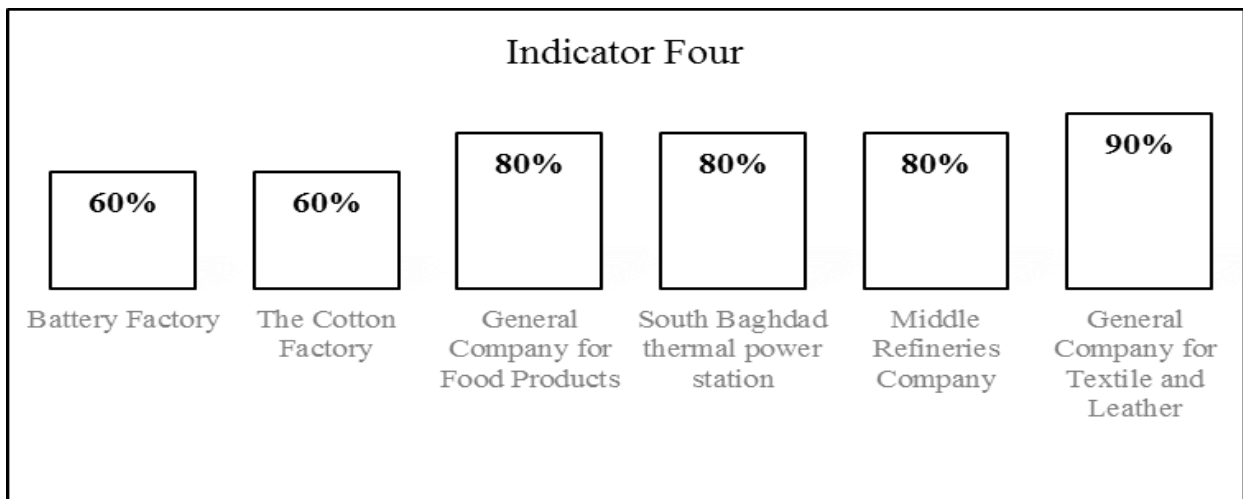 Indicator Four
60%
60%
80%
80%
80%
90%
Battery Factory
The Cotton
Factory
General
Company for
Food Products
South Baghdad
thermal power
station
Middle
Refineries
Company
General
Company for
Textile and
Leather